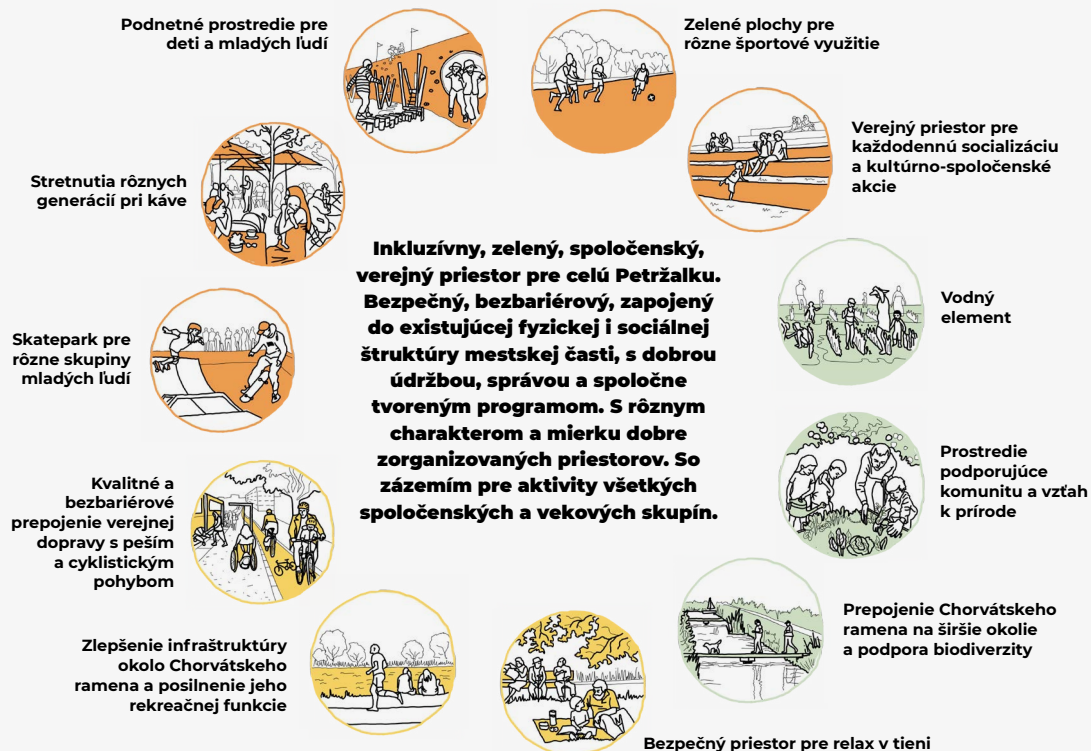 Podnetné prostredie pre
deti a mladých ľudí
Zelené plochy pre
rôzne športové využitie
Verejný priestor pre
každodennú socializáciu
a kultúrno-spoločenské
akcie
Stretnutia rôznych
generácií pri káve
Inkluzívny, zelený, spoločenský,
verejný priestor pre celú Petržalku.
Bezpečný, bezbariérový, zapojený
do existujúcej fyzickej i sociálnej
štruktúry mestskej časti, s dobrou
údržbou, správou a spoločne
tvoreným programom. S rôznym
charakterom a mierku dobre
zorganizovaných priestorov. So
zázemím pre aktivity všetkých
spoločenských a vekových skupín.
Vodný
element
Skatepark pre
rôzne skupiny
mladých ľudí
Prostredie
podporujúce
komunitu a vzťah
k prírode
Kvalitné a
bezbariérové
prepojenie verejnej
dopravy s peším
a cyklistickým
pohybom
Prepojenie Chorvátskeho
ramena na širšie okolie
a podpora biodiverzity
Zlepšenie infraštruktúry
okolo Chorvátskeho
ramena a posilnenie jeho
rekreačnej funkcie
Bezpečný priestor pre relax v tieni